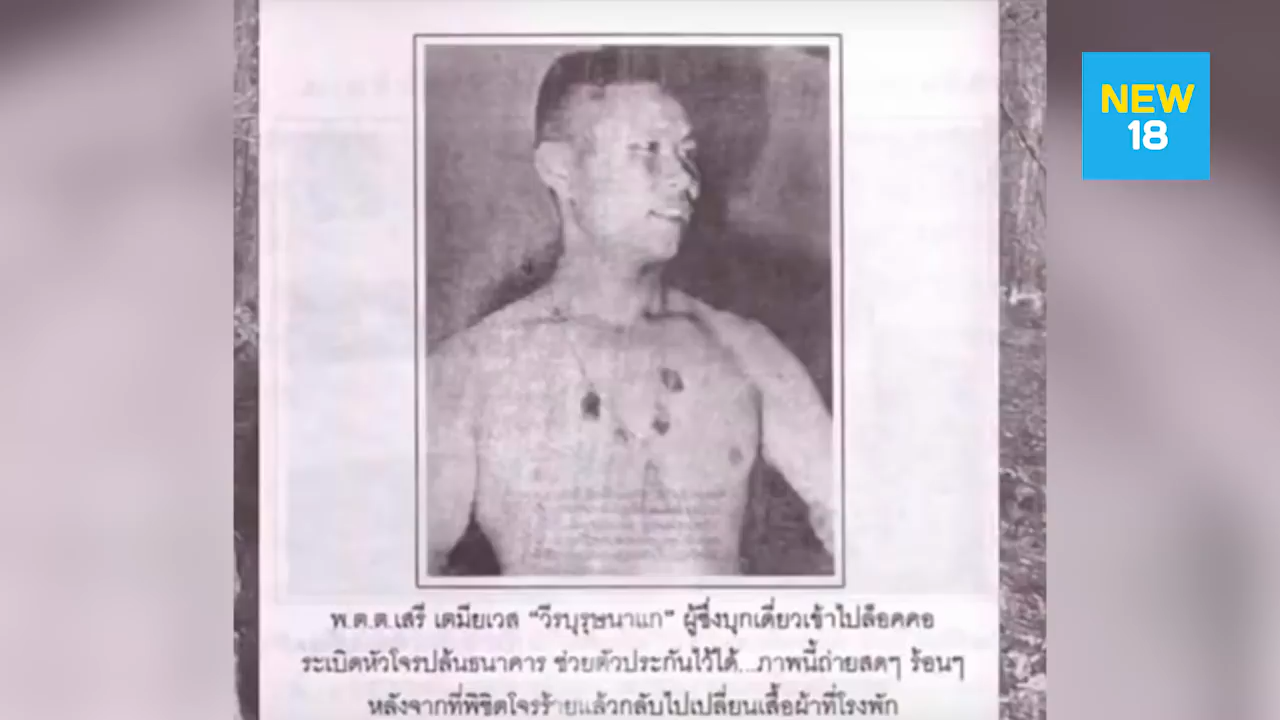 NEW
18
พ.ต.ต.เสรี เตมียเวส "วีรบุรุษนาแก" ผู้ซึ่งบุกเดี่ยวเข้าไปล็อคคอ
ระเบิดหัวโจรปล้นธนาคาร ช่วยตัวประกันไว้ได้...ภาพนี้ถ่ายสดๆ ร้อนๆ
หลังจากที่พิชิตโจรร้ายแล้วกลับไปเปลี่ยนเสื้อผ้าที่โรงพัก